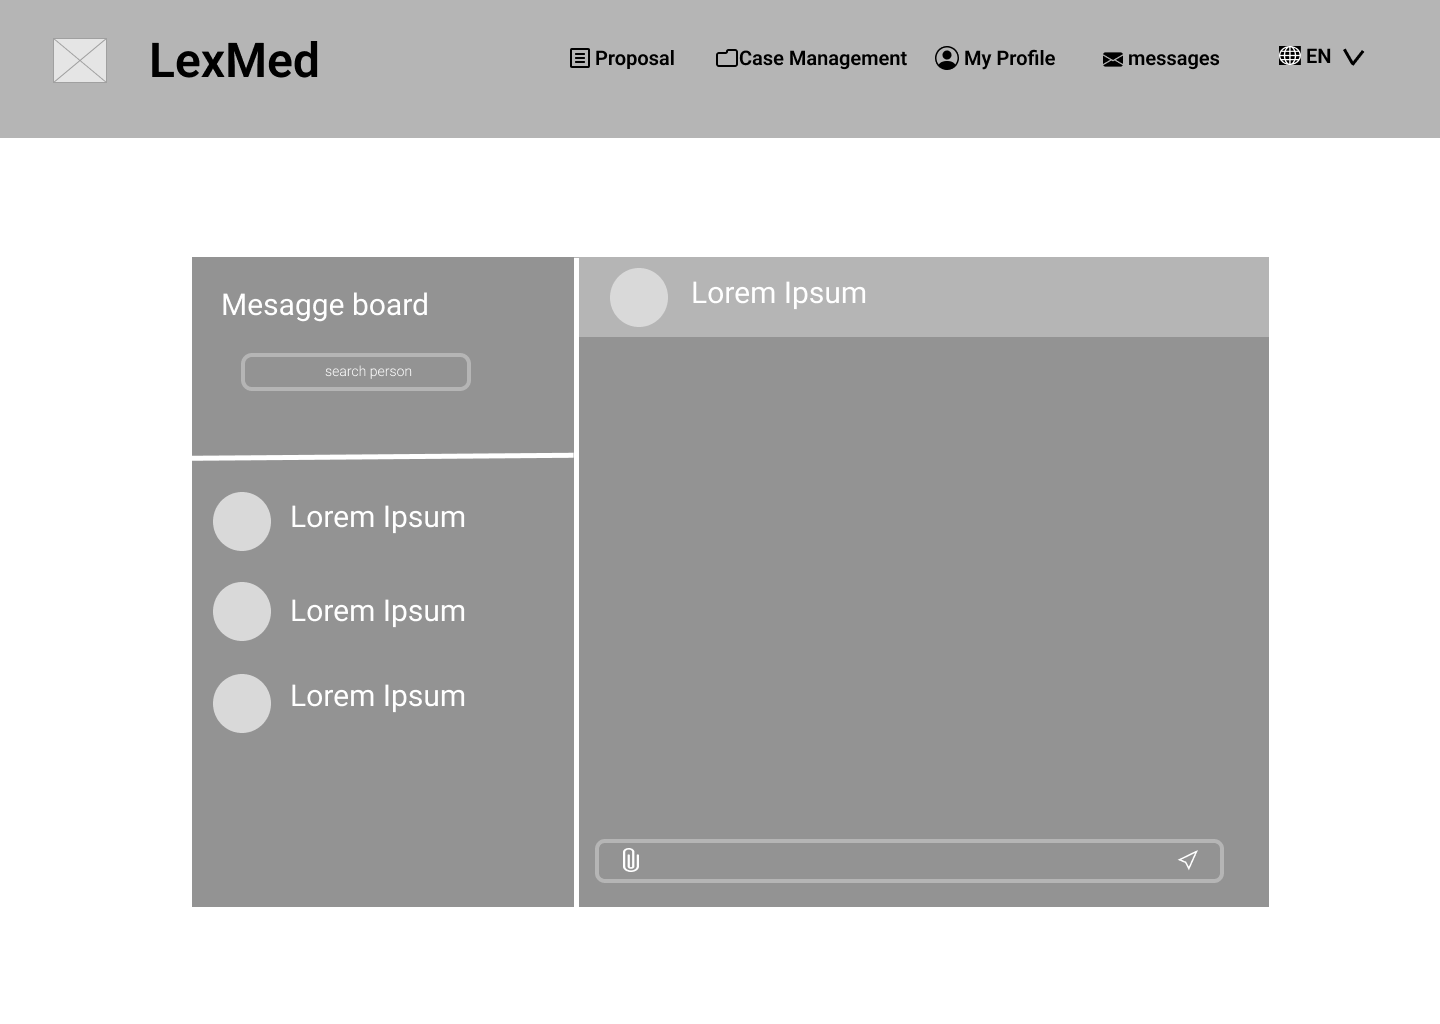 LexMed
Proposal
Case Management
My Profile
messages
EN
Mesagge board
search person
Lorem Ipsum
Lorem Ipsum
Lorem Ipsum
Lorem Ipsum